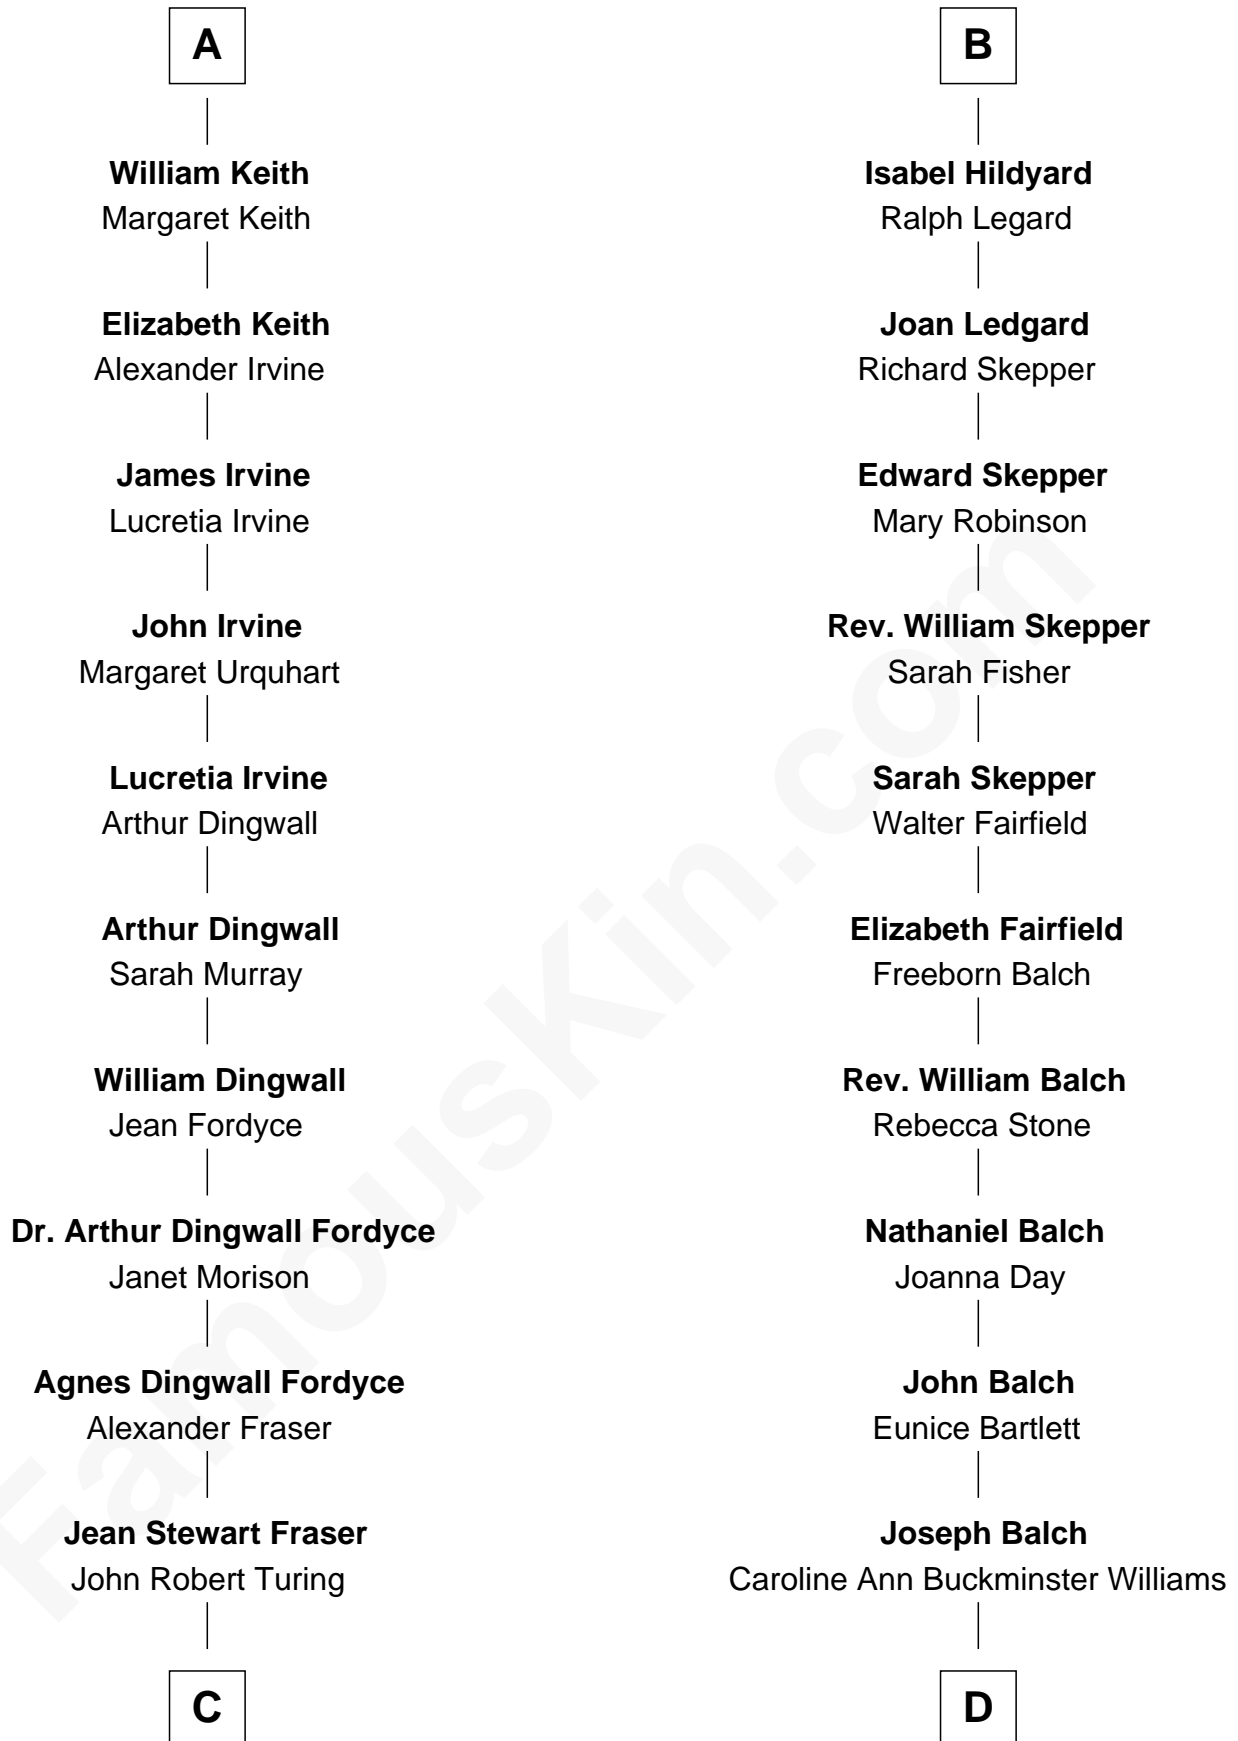 A
William Keith
Margaret Keith
Elizabeth Keith
Alexander Irvine
James Irvine
Lucretia Irvine
John Irvine
Margaret Urquhart
Lucretia Irvine
Arthur Dingwall
Arthur Dingwall
Sarah Murray
William Dingwall
Jean Fordyce
Dr. Arthur Dingwall Fordyce
Janet Morison
Agnes Dingwall Fordyce
Alexander Fraser
Jean Stewart Fraser
John Robert Turing
C
B
Isabel Hildyard
Ralph Legard
Joan Ledgard
Richard Skepper
Edward Skepper
Mary Robinson
Rev. William Skepper
Sarah Fisher
Sarah Skepper
Walter Fairfield
Elizabeth Fairfield
Freeborn Balch
Rev. William Balch
Rebecca Stone
Nathaniel Balch
Joanna Day
John Balch
Eunice Bartlett
Joseph Balch
Caroline Ann Buckminster Williams
D
FamousKin.com